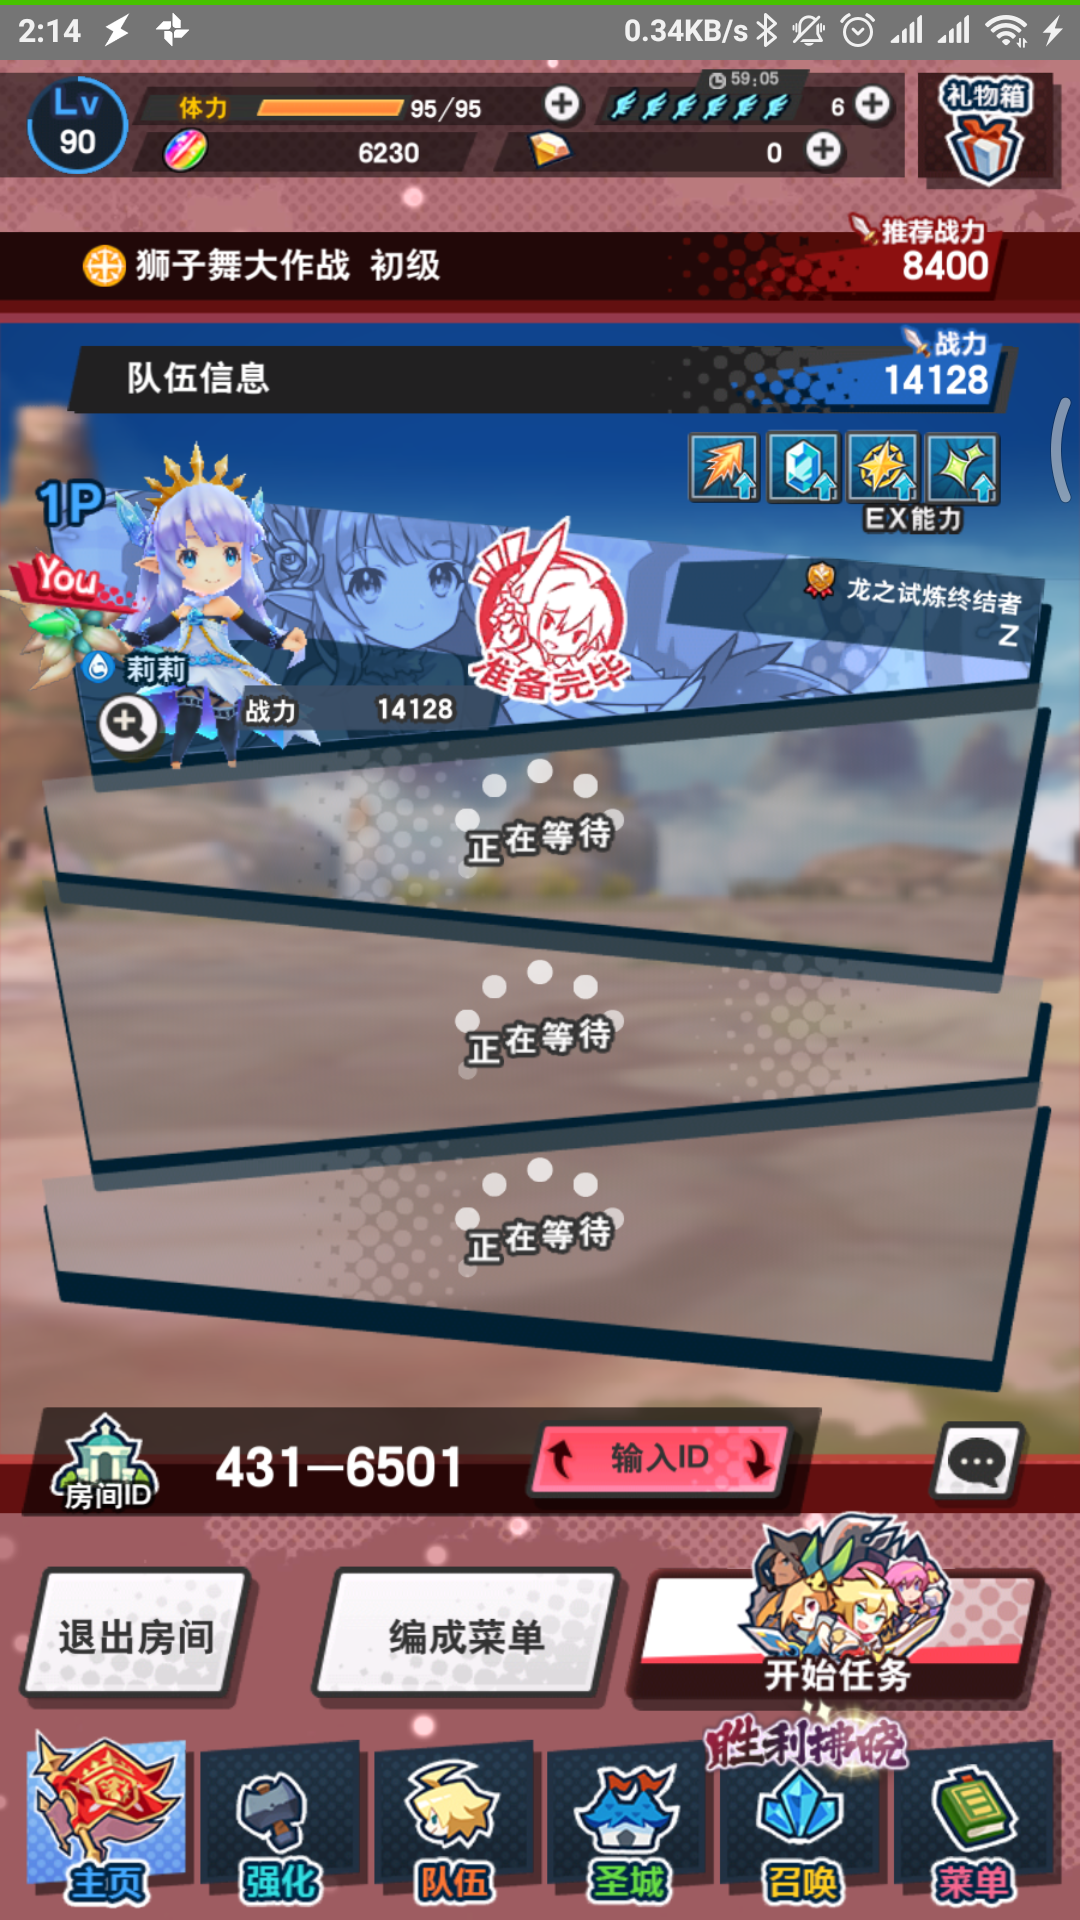 2:14
0.34KB/s
Lv
90
体力
95/95
59:05
6
6230
0
礼物箱
推荐战力
狮子舞大作战 初级
8400
战力
队伍信息
14128
EX能力
1P
You
龙之试炼终结者
Z
准备完毕
莉莉
战力
14128
正在等待
正在等待
正在等待
房间ID
431-6501
输入ID
退出房间
编成菜单
开始任务
胜利拂晓
主页
强化
队伍
圣城
召唤
菜单